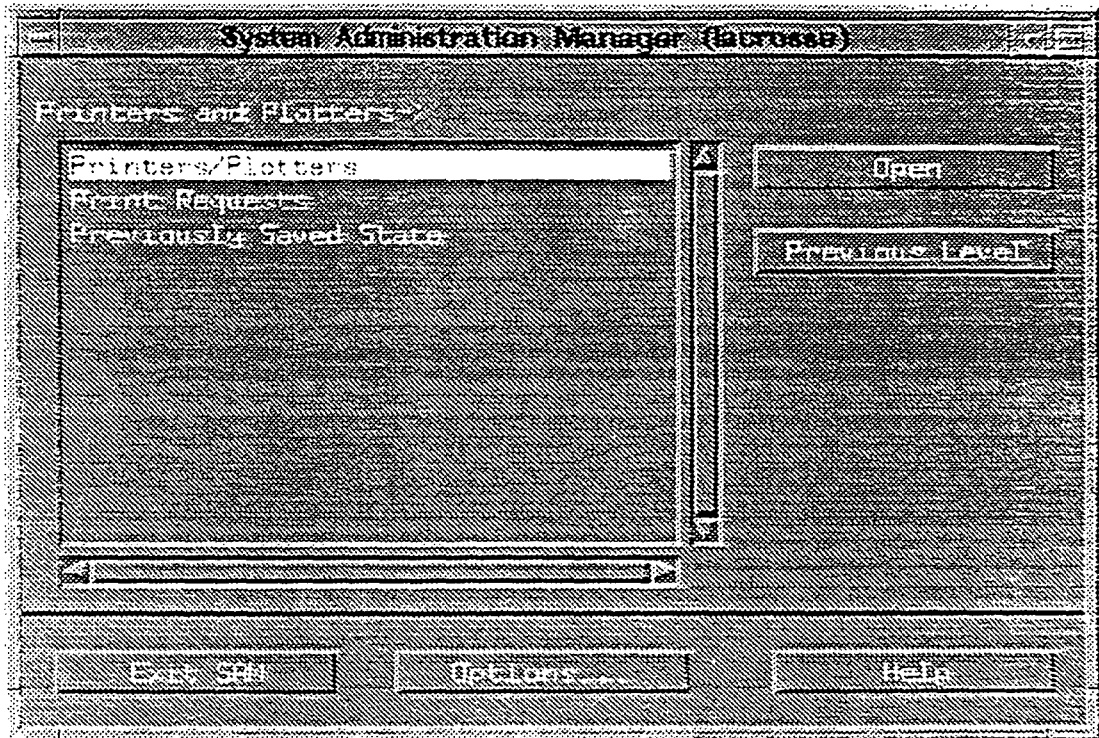 System Administration Manager (lacrosse)
Printers and Plotters->
Printers/Plotters
Print Requests
Previously Saved State
Open
Previous Level
Exit SAM
Options...
Help